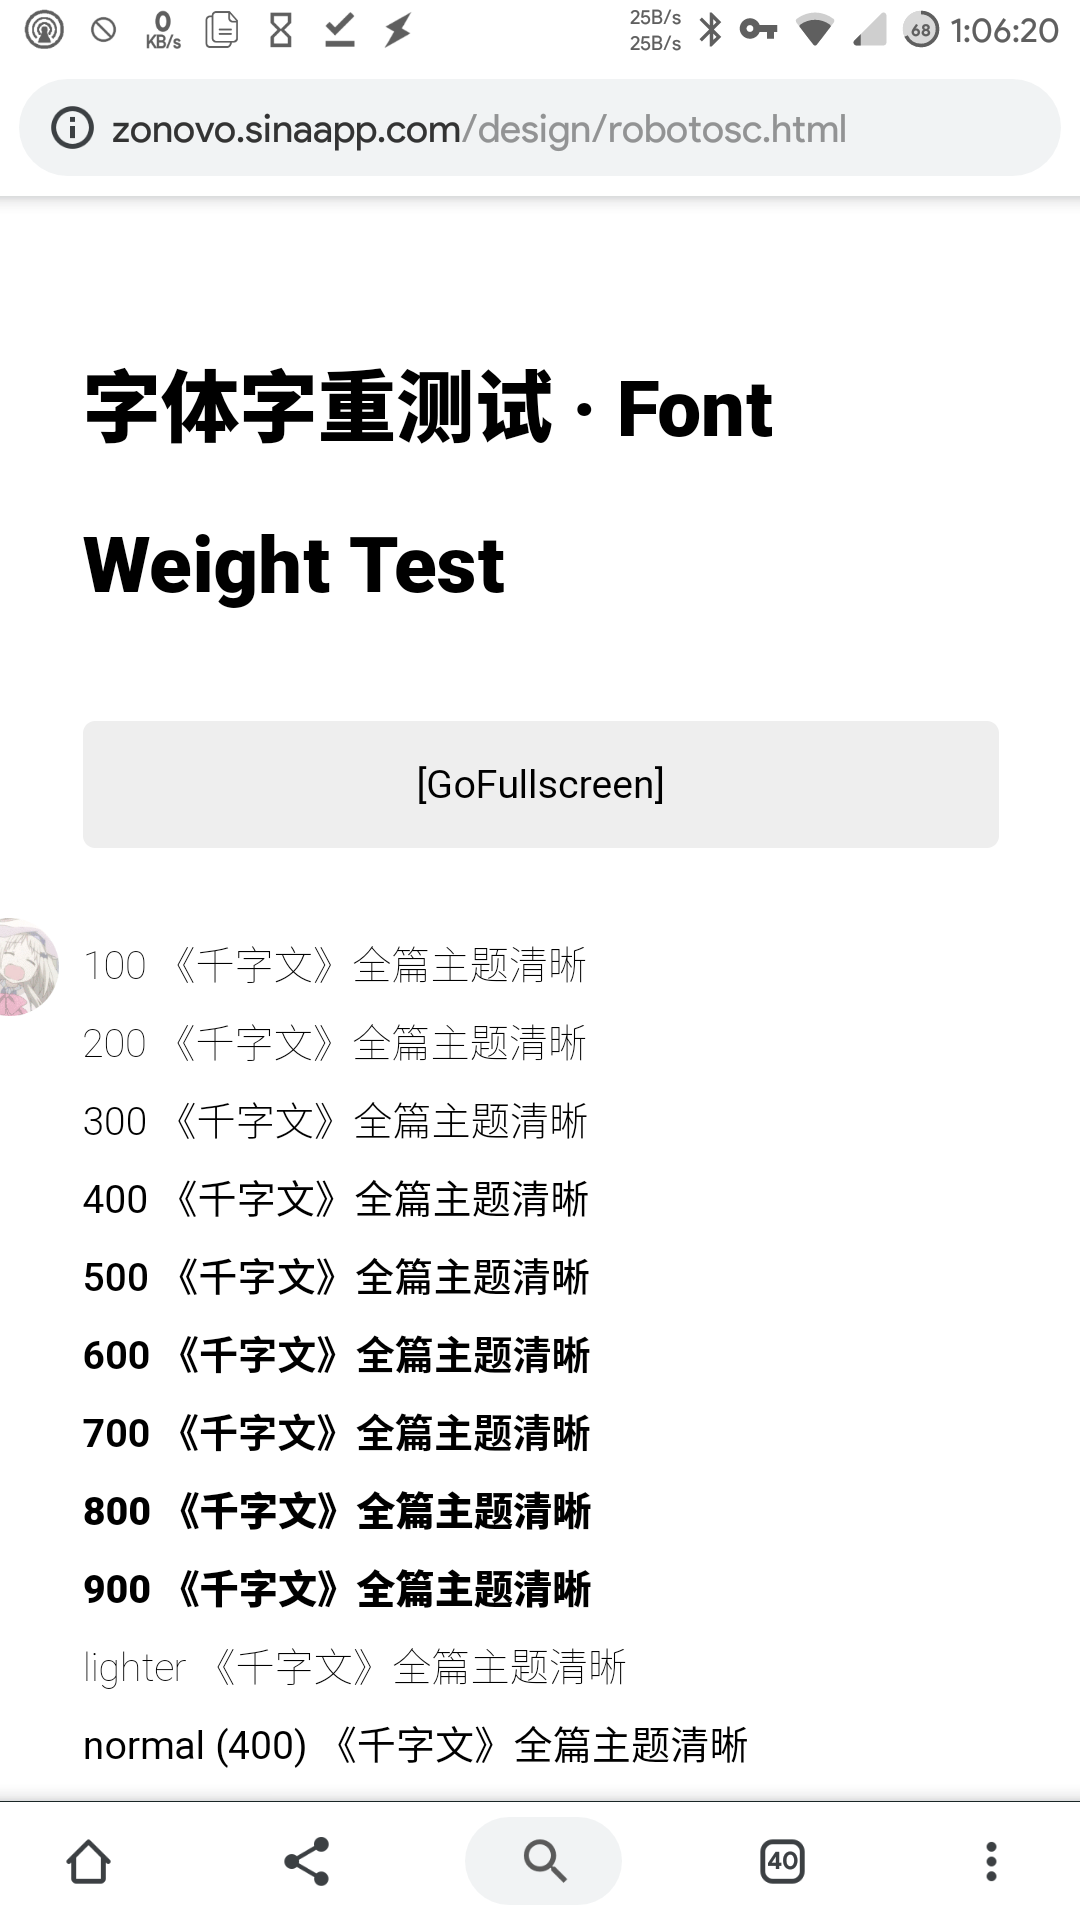 0
KB/s
25B/s
25B/s
68
1:06:20
zonovo.sinaapp.com/design/robotosc.html
字体字重测试 · Font
Weight Test
[GoFullscreen]
100 《千字文》全篇主题清晰
200 《千字文》全篇主题清晰
300 《千字文》全篇主题清晰
400 《千字文》全篇主题清晰
500 《千字文》全篇主题清晰
600 《千字文》全篇主题清晰
700 《千字文》全篇主题清晰
800 《千字文》全篇主题清晰
900 《千字文》全篇主题清晰
lighter 《千字文》全篇主题清晰
normal (400) 《千字文》全篇主题清晰
40